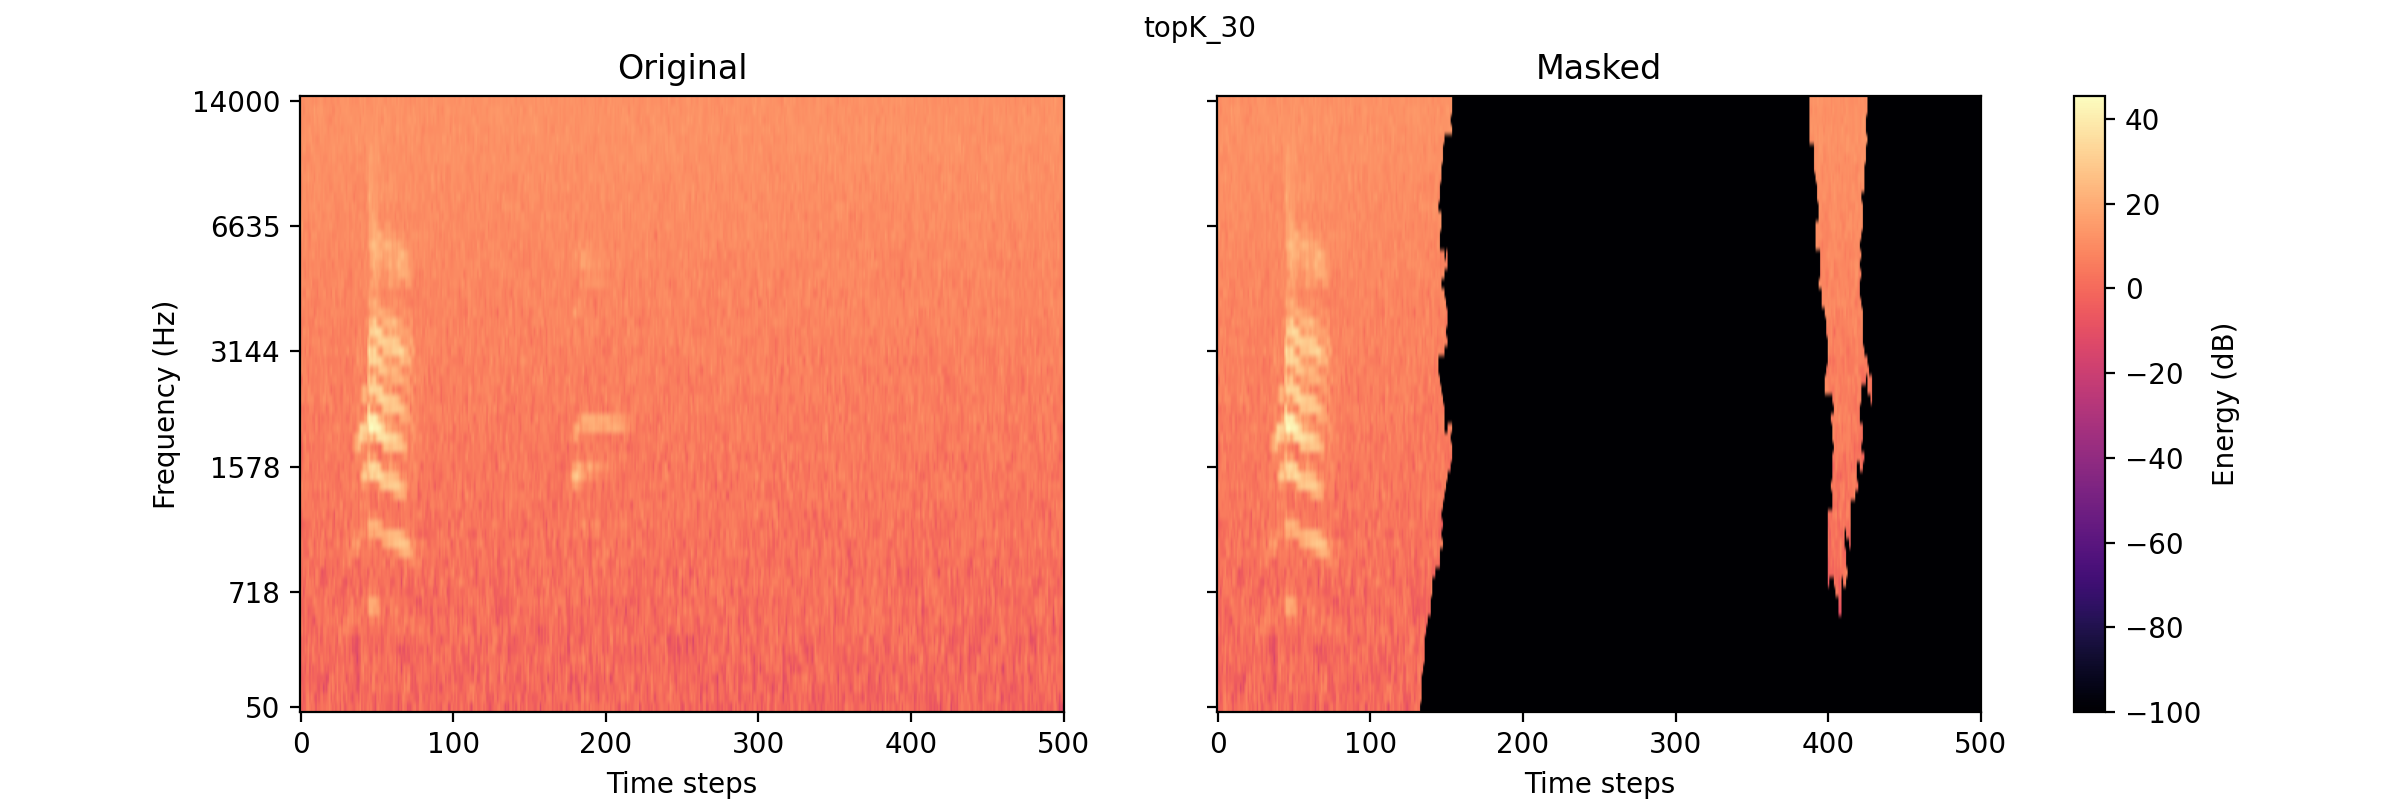 topK_30
Original
Masked
14000
6635
3144
1578
718
50
Frequency (Hz)
0 100 200 300 400 500
Time steps
0 100 200 300 400 500
Time steps
40
20
0
−20
−40
−60
−80
−100
Energy (dB)